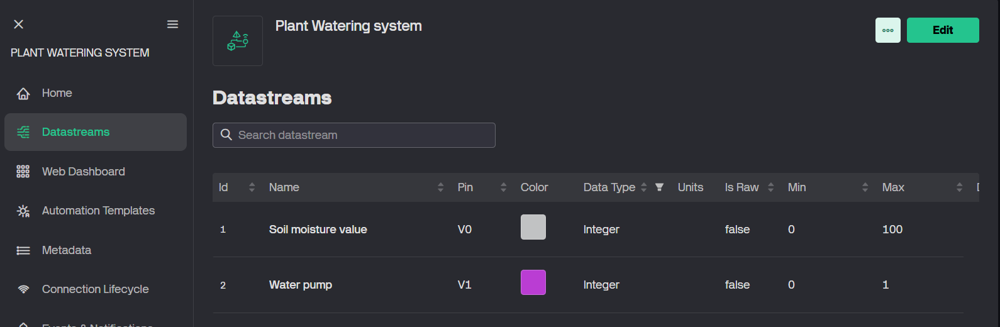 Plant Watering system
Edit
PLANT WATERING SYSTEM
Home
Datastreams
Web Dashboard
Automation Templates
Metadata
Connection Lifecycle
Events & Notifications
Datastreams
Search datastream
Id Name Pin Color Data Type Units Is Raw Min Max
1 Soil moisture value V0 Integer false 0 100
2 Water pump V1 Integer false 0 1